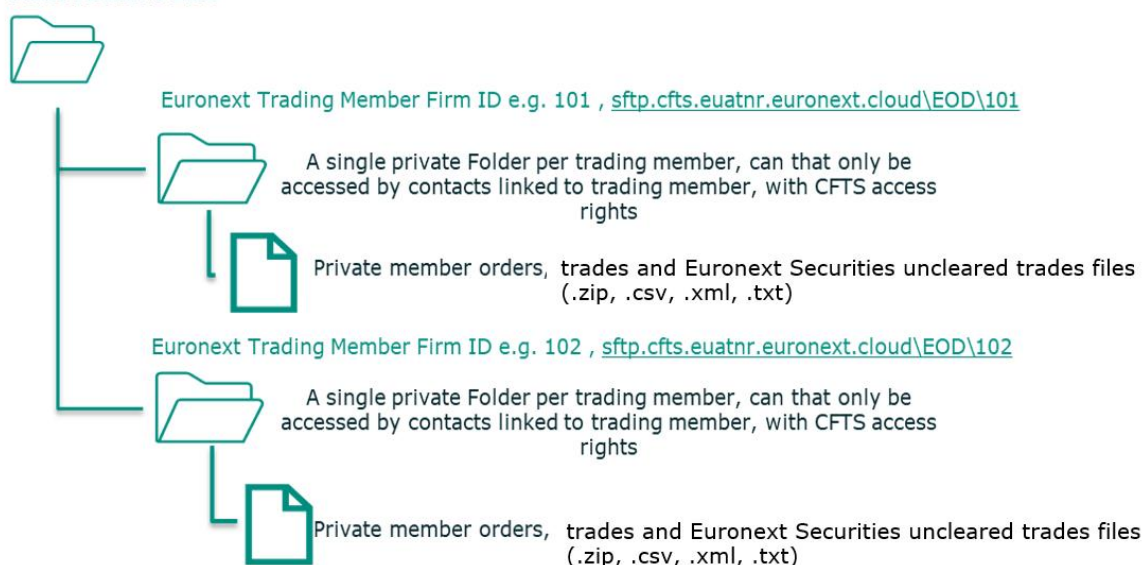 Euronext Trading Member Firm ID e.g. 101 , sftp.cfts.euatnr.euronext.cloud\EOD\101
A single private Folder per trading member, can that only be
accessed by contacts linked to trading member, with CFTS access
rights
Private member orders, trades and Euronext Securities uncleared trades files
(.zip, .csv, .xml, .txt)
Euronext Trading Member Firm ID e.g. 102 , sftp.cfts.euatnr.euronext.cloud\EOD\102
A single private Folder per trading member, can that only be
accessed by contacts linked to trading member, with CFTS access
rights
Private member orders, trades and Euronext Securities uncleared trades files
(.zip, .csv, .xml, .txt)